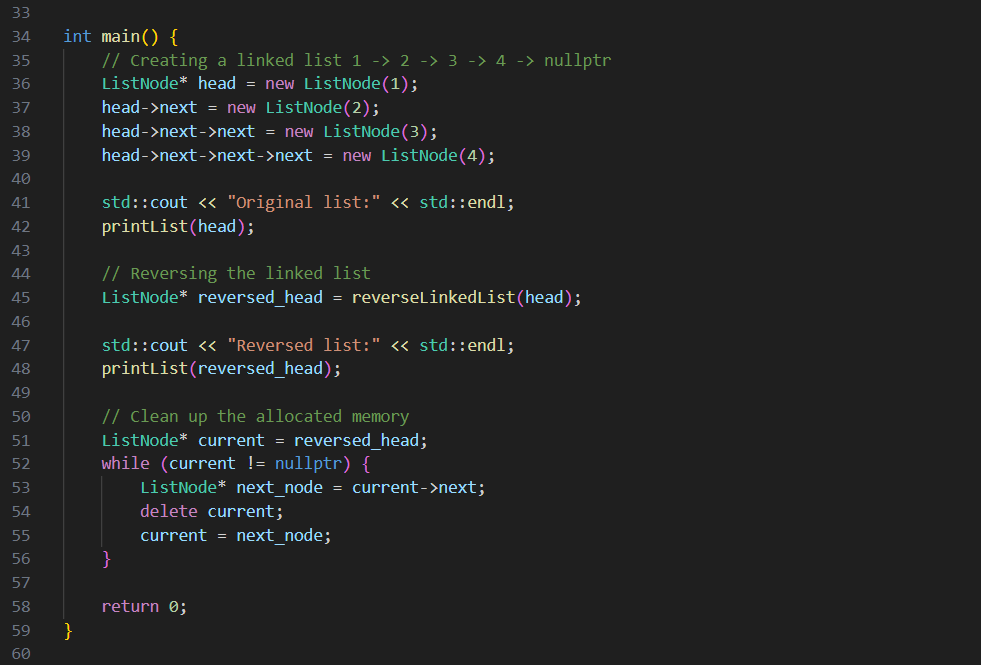 33
34 int main() {
35     // Creating a linked list 1 -> 2 -> 3 -> 4 -> nullptr
36     ListNode* head = new ListNode(1);
37     head->next = new ListNode(2);
38     head->next->next = new ListNode(3);
39     head->next->next->next = new ListNode(4);
40
41     std::cout << "Original list:" << std::endl;
42     printList(head);
43
44     // Reversing the linked list
45     ListNode* reversed_head = reverseLinkedList(head);
46
47     std::cout << "Reversed list:" << std::endl;
48     printList(reversed_head);
49
50     // Clean up the allocated memory
51     ListNode* current = reversed_head;
52     while (current != nullptr) {
53         ListNode* next_node = current->next;
54         delete current;
55         current = next_node;
56     }
57
58     return 0;
59 }
60